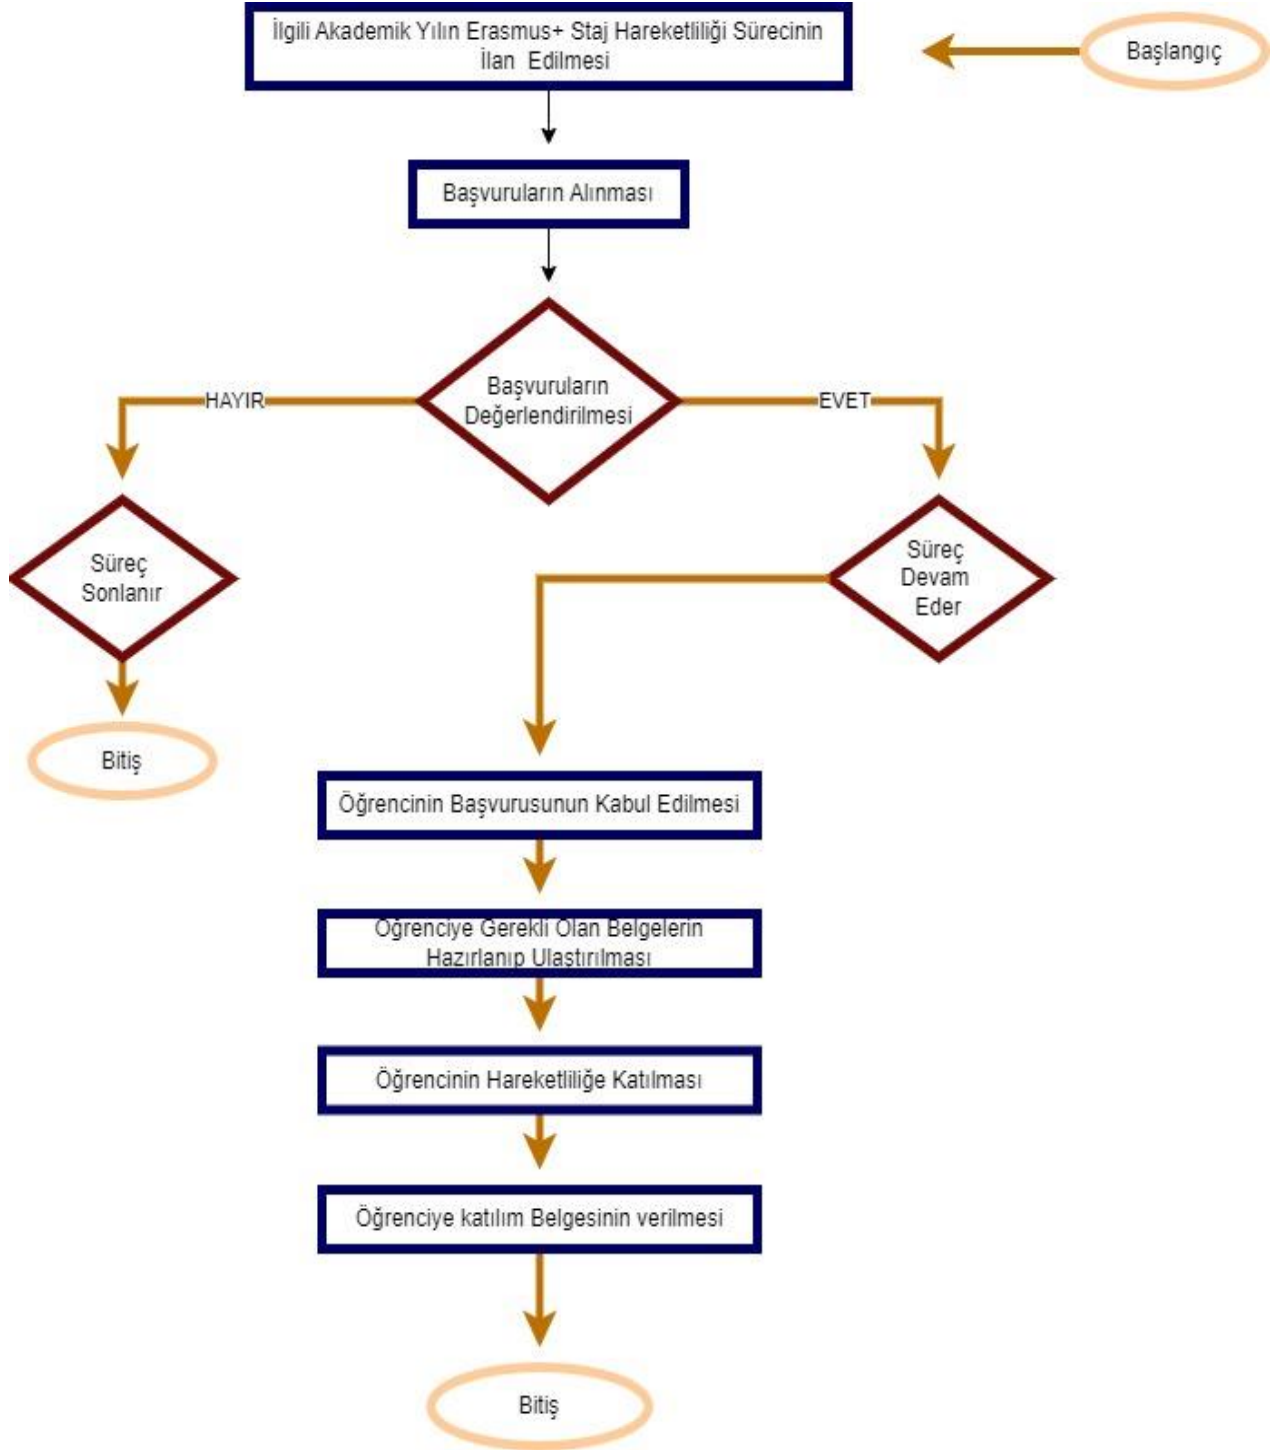 İlgili Akademik Yılın Erasmus+ Staj Hareketliliği Sürecinin
İlan Edilmesi
Başlangıç
Başvuruların Alınması
Başvuruların
Değerlendirilmesi
HAYIR
EVET
Süreç
Sonlanır
Süreç
Devam
Eder
Bitiş
Öğrencinin Başvurusunun Kabul Edilmesi
Öğrenciye Gerekli Olan Belgelerin
Hazırlanıp Ulaştırılması
Öğrencinin Hareketliliğe Katılması
Öğrenciye katılım Belgesinin verilmesi
Bitiş